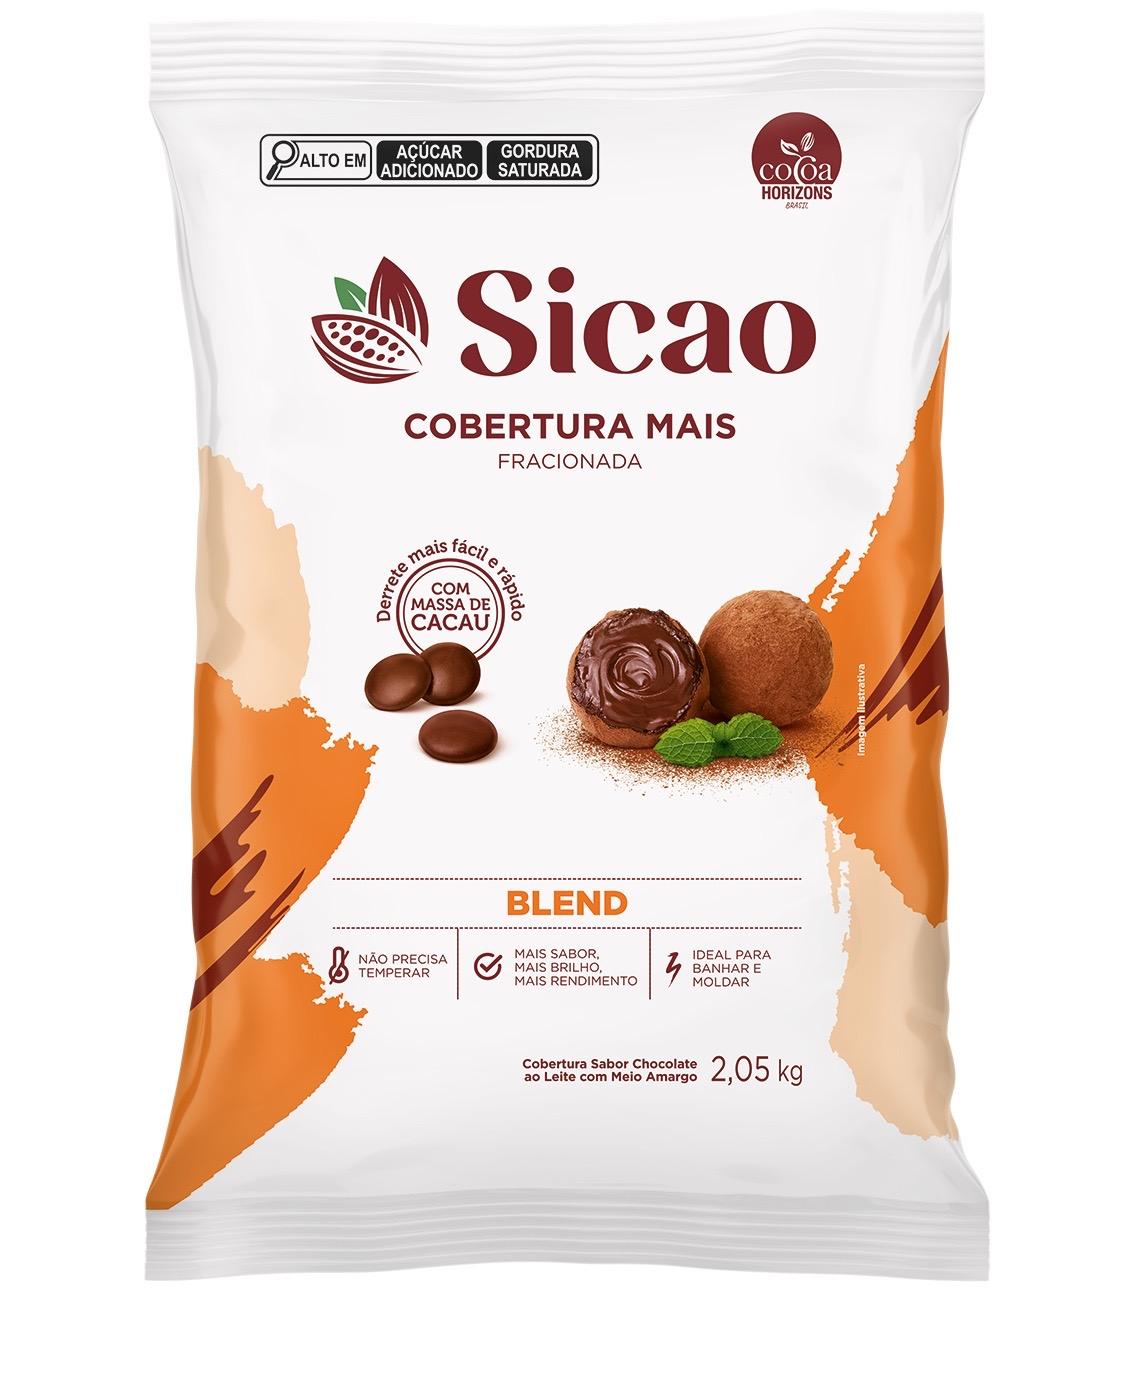 ALTO EM
AÇÚCAR
ADICIONADO
GORDURA
SATURADA
cocoa
HORIZONS
BRASIL
Sicao
COBERTURA MAIS
FRACIONADA
Derrete mais fácil e rápido
COM
MASSA DE
CACAU
Imagem ilustrativa
BLEND
NÃO PRECISA
TEMPERAR
MAIS SABOR,
MAIS BRILHO,
MAIS RENDIMENTO
IDEAL PARA
BANHAR E
MOLDAR
Cobertura Sabor Chocolate
ao Leite com Meio Amargo
2,05 kg